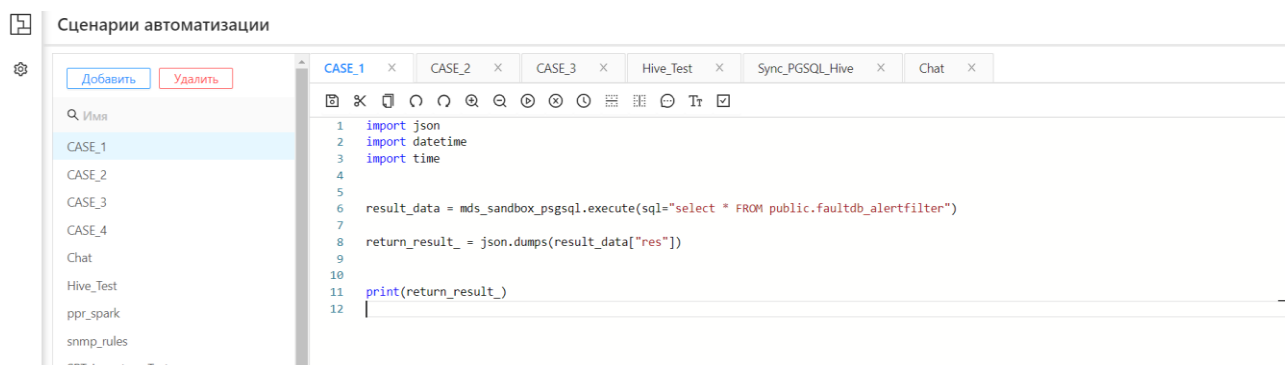 Сценарии автоматизации
Добавить Удалить
Имя
CASE_1
CASE_2
CASE_3
CASE_4
Chat
Hive_Test
ppr_spark
snmp_rules
CASE_1 CASE_2 CASE_3 Hive_Test Sync_PGSQL_Hive Chat
Tт
1 import json
2 import datetime
3 import time
4
5
6 result_data = mds_sandbox_psgsql.execute(sql="select * FROM public.faultdb_alertfilter")
7
8 return_result_ = json.dumps(result_data["res"])
9
10
11 print(return_result_)
12